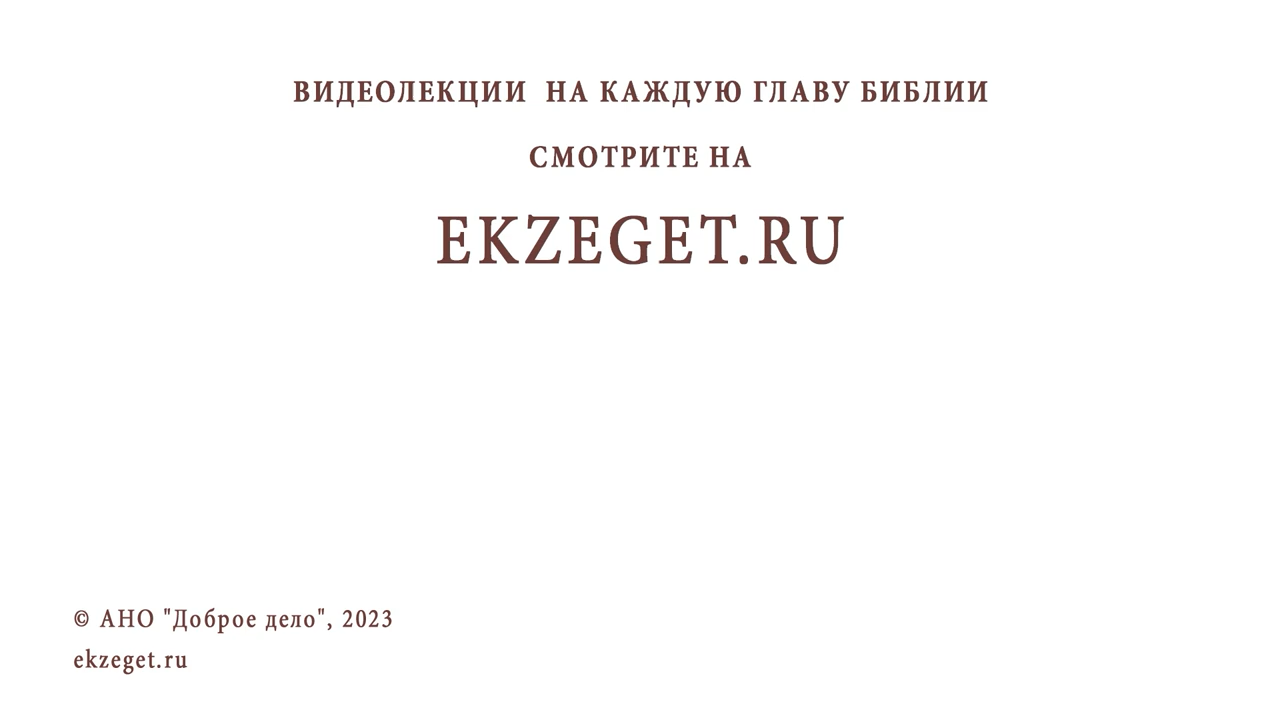 ВИДЕОЛЕКЦИИ НА КАЖДУЮ ГЛАВУ БИБЛИИ
СМОТРИТЕ НА
EKZEGET.RU
© АНО "Доброе дело", 2023
ekzeget.ru